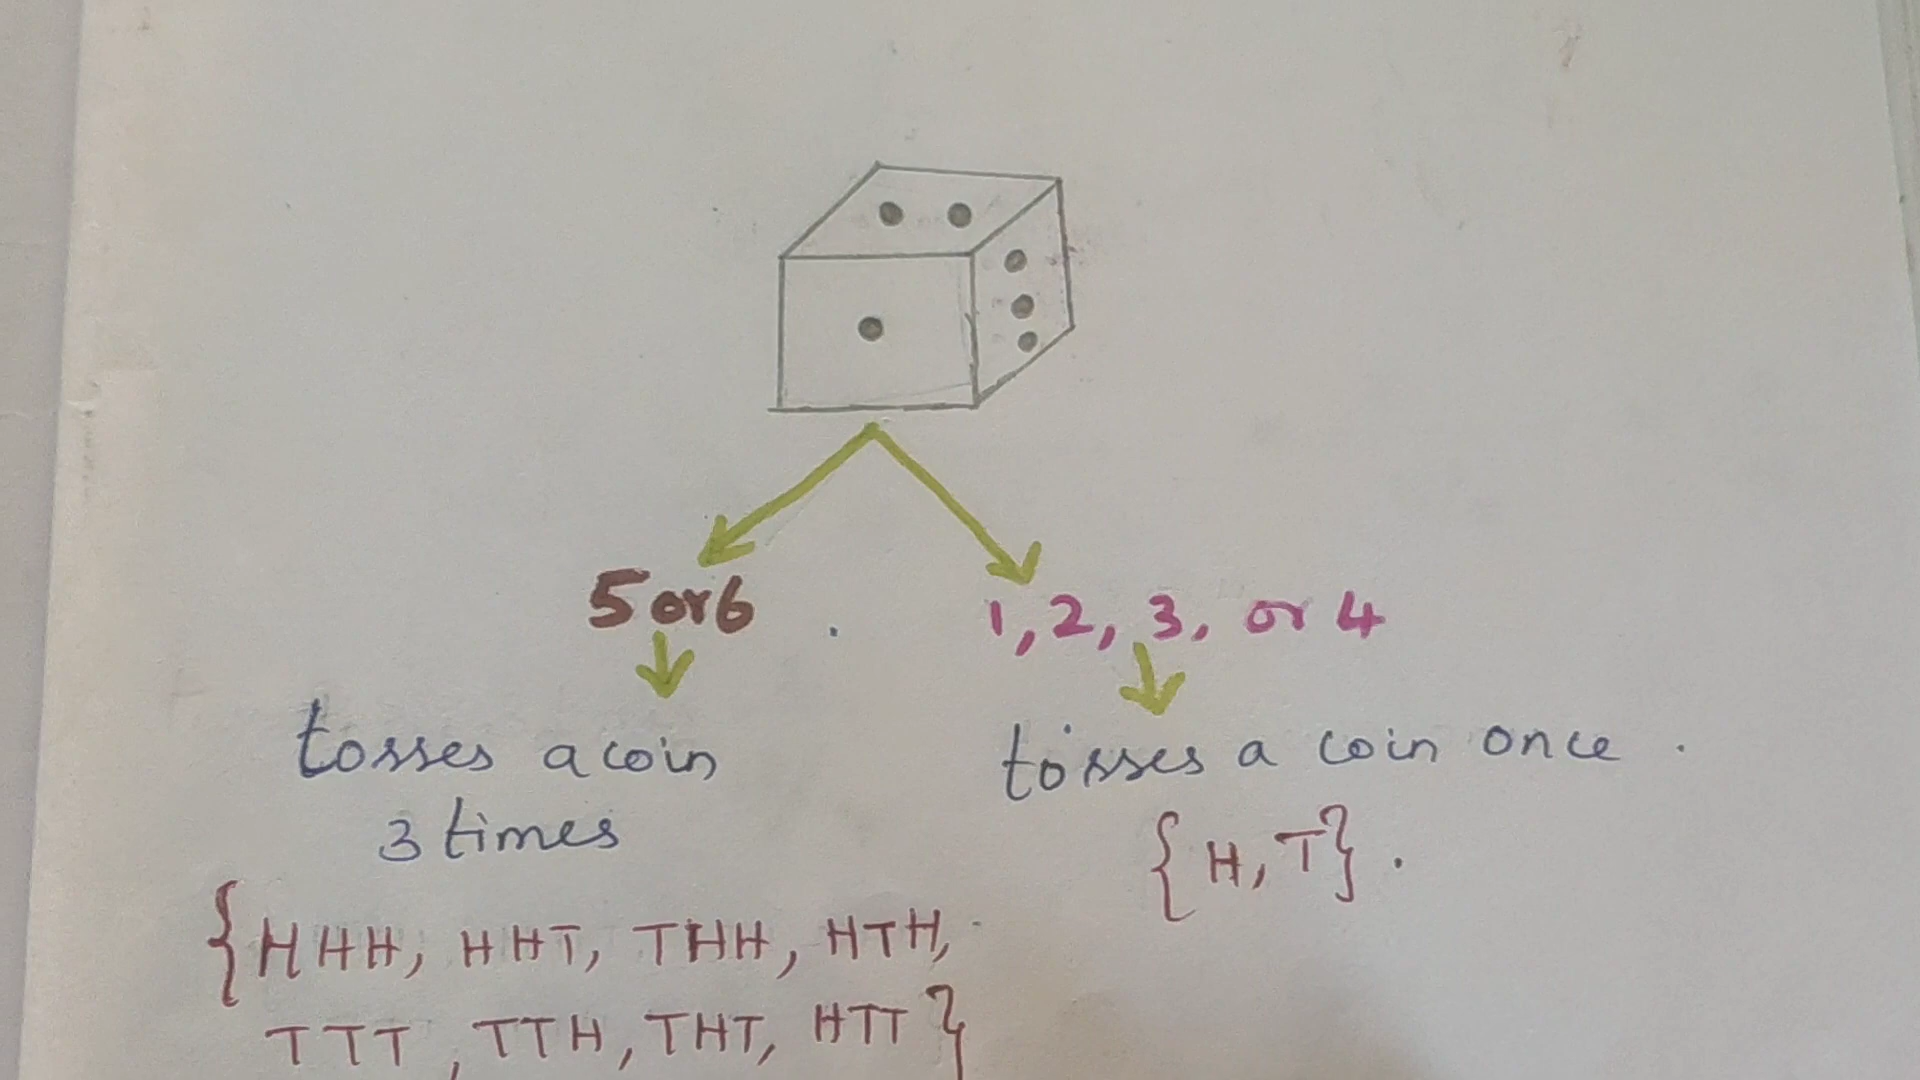 5 or 6 1, 2, 3, or 4
tosses a coin
3 times
tosses a coin once.
{H, T}.
{HHH, HHT, THH, HTH,
TTT, TTH, THT, HTT}